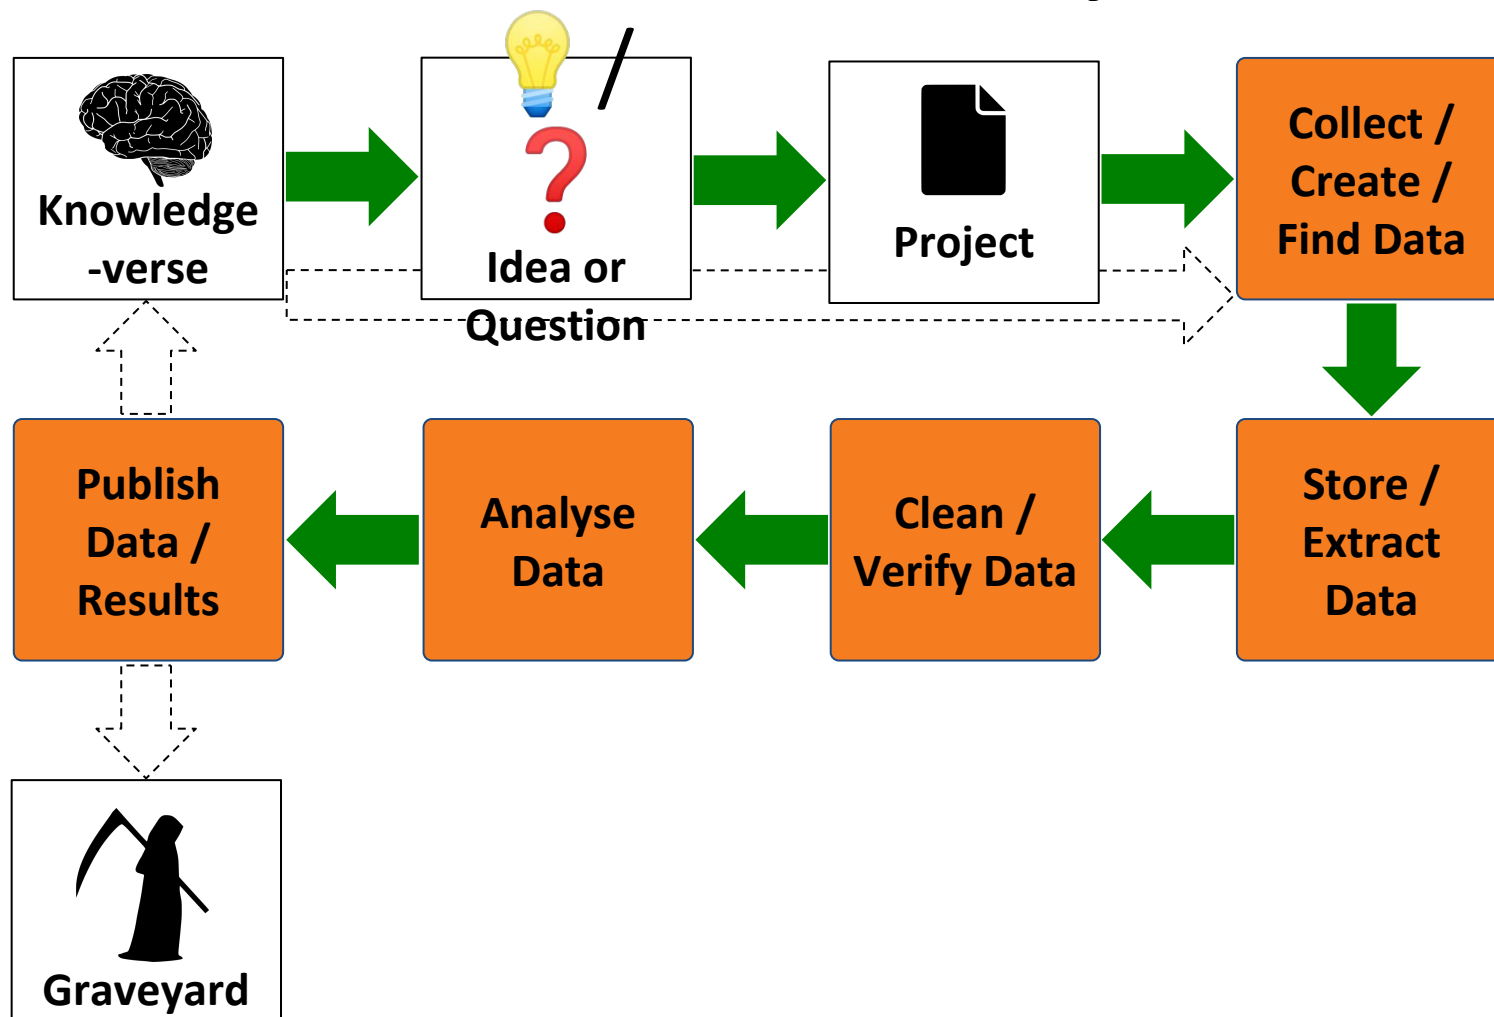 /
Knowledge
-verse
Idea or
Question
Project
Collect /
Create /
Find Data
Publish
Data /
Results
Analyse
Data
Clean /
Verify Data
Store /
Extract
Data
Graveyard